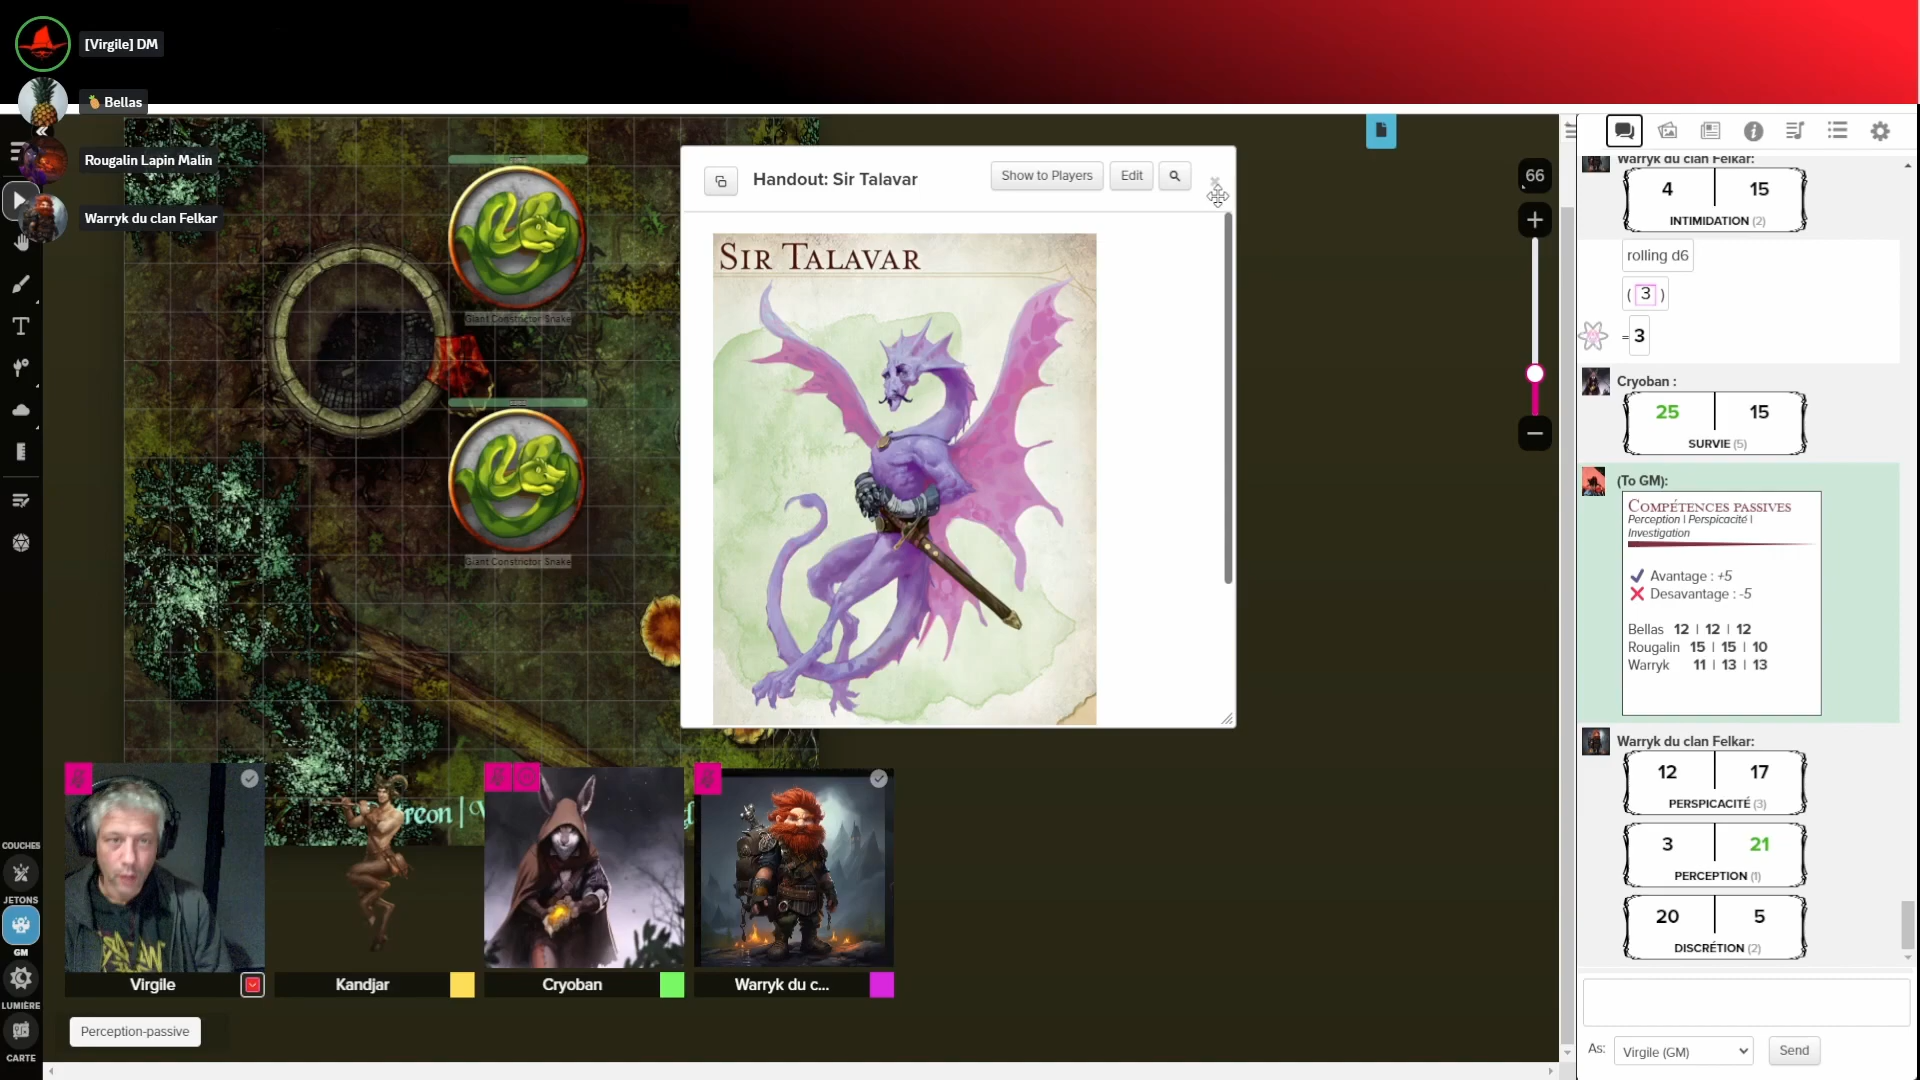 [Virgile] DM
🍍 Bellas
Rougalin Lapin Malin
Warryk du clan Felkar
Giant Constrictor Snake
Giant Constrictor Snake
Handout: Sir Talavar
Show to Players
Edit
Sir Talavar
66
COUCHES
JETONS
GM
LUMIÈRE
CARTE
Virgile
Kandjar
Cryoban
Warryk du c...
Perception-passive
Warryk du clan Felkar:
4 15
INTIMIDATION (2)
rolling d6
( 3 )
= 3
Cryoban :
25 15
SURVIE (5)
(To GM):
Compétences passives
Perception | Perspicacité |
Investigation
Avantage : +5
Desavantage : -5
Bellas 12 | 12 | 12
Rougalin 15 | 15 | 10
Warryk 11 | 13 | 13
Warryk du clan Felkar:
12 17
PERSPICACITÉ (3)
3 21
PERCEPTION (1)
20 5
DISCRÉTION (2)
As:
Virgile (GM)
Send